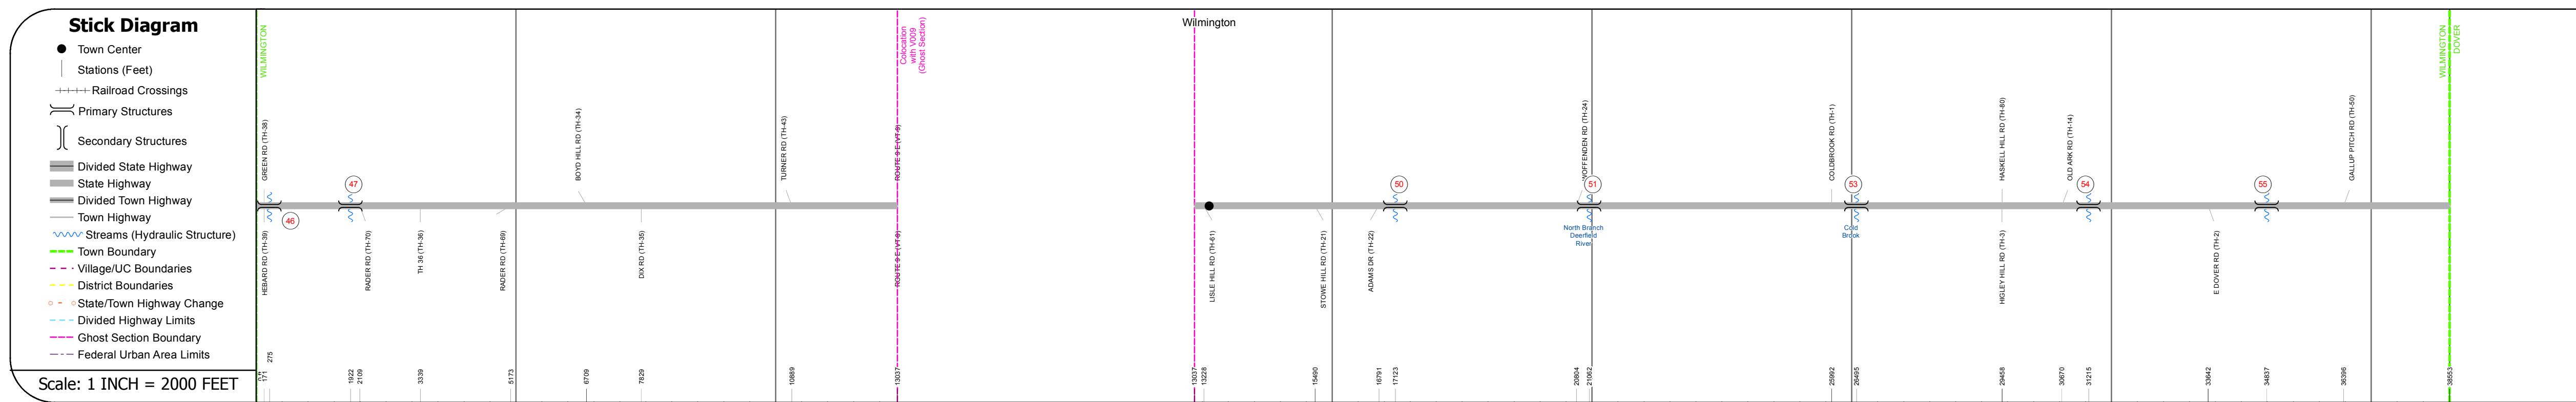 Stick Diagram
Town Center
Stations (Feet)
Railroad Crossings
Primary Structures
Secondary Structures
Divided State Highway
State Highway
Divided Town Highway
Town Highway
Streams (Hydraulic Structure)
Town Boundary
Village/UC Boundaries
District Boundaries
State/Town Highway Change
Divided Highway Limits
Ghost Section Boundary
Federal Urban Area Limits
Scale: 1 INCH = 2000 FEET
WILMINGTON
Colocation
with V009
(Ghost Section)
Wilmington
WILMINGTON
DOVER
GREEN RD (TH-38)
BOYD HILL RD (TH-34)
TURNER RD (TH-43)
ROUTE 9 E (VT-9)
WOFFENDEN RD (TH-24)
COLDBROOK RD (TH-1)
HASKELL HILL RD (TH-80)
OLD ARK RD (TH-14)
GALLUP PITCH RD (TH-50)
46
47
50
51
53
54
55
North Branch
Deerfield
River
Cold
Brook
HEBARD RD (TH-39)
RADER RD (TH-70)
TH 36 (TH-36)
RADER RD (TH-69)
DIX RD (TH-35)
ROUTE 9 E (VT-9)
LISLE HILL RD (TH-61)
STOWE HILL RD (TH-21)
ADAMS DR (TH-22)
HIGLEY HILL RD (TH-3)
E DOVER RD (TH-2)
171
275
1922
2109
3339
5173
6709
7829
10889
13037
13037
13228
15490
16791
17123
20804
21062
25992
26495
29458
30670
31215
33642
34837
36396
38553